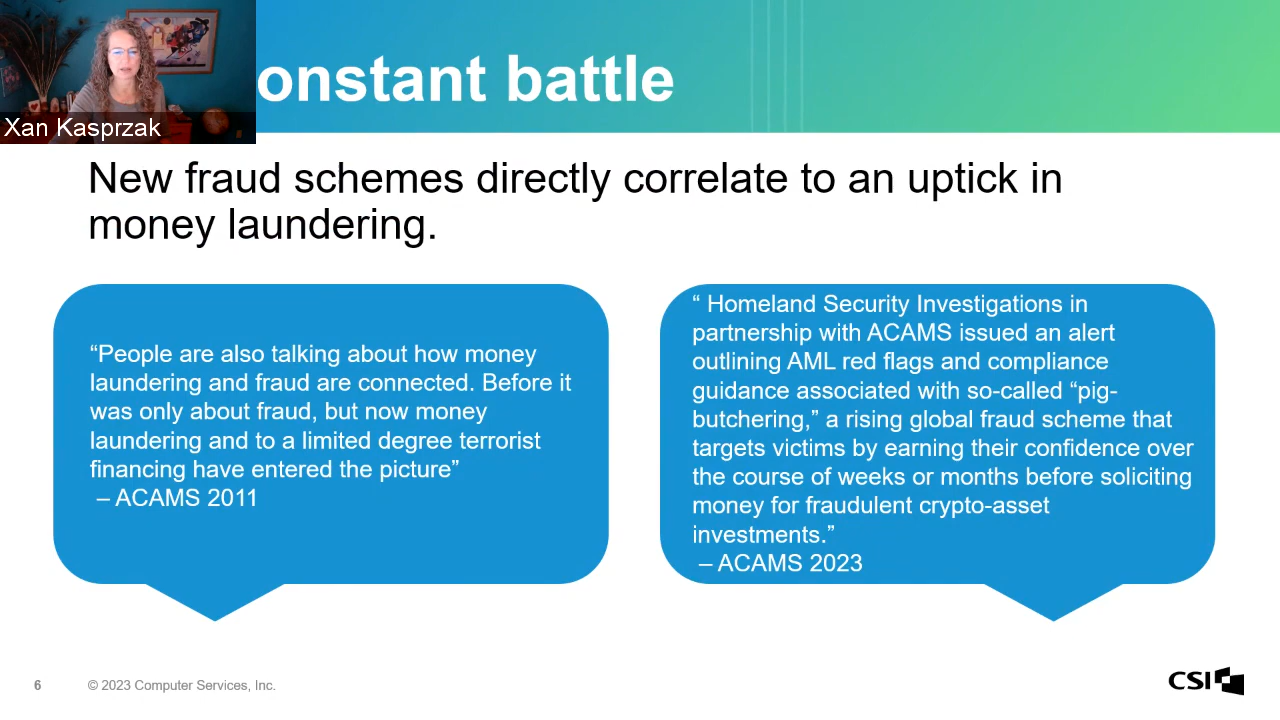 onstant battle
Xan Kasprzak
New fraud schemes directly correlate to an uptick in
money laundering.
“People are also talking about how money
laundering and fraud are connected. Before it
was only about fraud, but now money
laundering and to a limited degree terrorist
financing have entered the picture”
– ACAMS 2011
“ Homeland Security Investigations in
partnership with ACAMS issued an alert
outlining AML red flags and compliance
guidance associated with so-called “pig-
butchering,” a rising global fraud scheme that
targets victims by earning their confidence over
the course of weeks or months before soliciting
money for fraudulent crypto-asset
investments.”
– ACAMS 2023
6
© 2023 Computer Services, Inc.
CSI